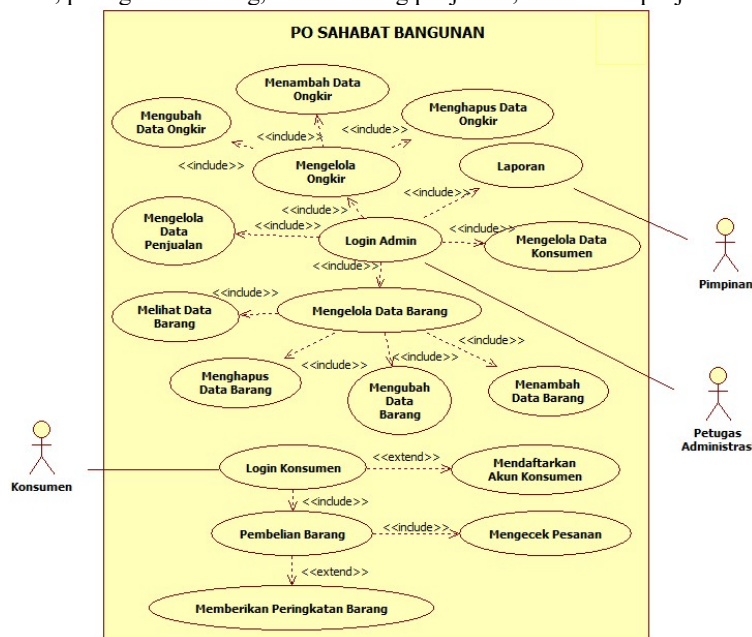 PO SAHABAT BANGUNAN
Menambah Data
Ongkir
Mengubah
Data Ongkir
Menghapus Data
Ongkir
<<include>>
<<include>>
<<include>>
Mengelola
Ongkir
Laporan
<<include>>
<<include>>
Mengelola
Data
Penjualan
<<include>>
Login Admin
<<include>>
Mengelola Data
Konsumen
Pimpinan
<<include>>
Melihat Data
Barang
<<include>>
Mengelola Data Barang
<<include>>
<<include>>
<<include>>
Menghapus
Data Barang
Mengubah
Data
Barang
Menambah
Data Barang
Petugas
Administras
Konsumen
Login Konsumen
<<extend>>
Mendaftarkan
Akun Konsumen
<<include>>
Pembelian Barang
<<include>>
Mengecek Pesanan
<<extend>>
Memberikan Peringkatan Barang